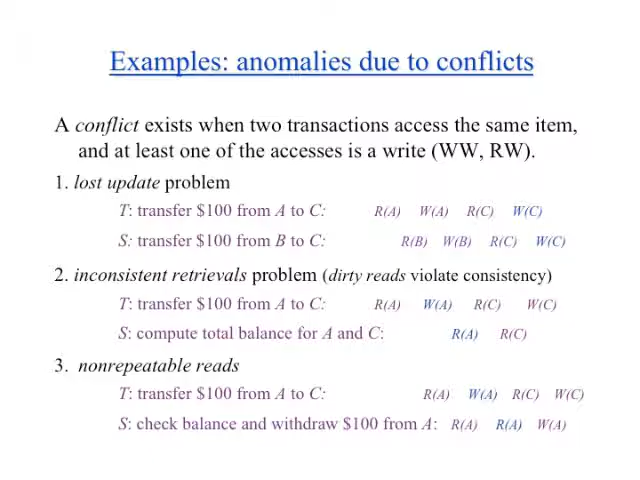 Examples: anomalies due to conflicts
A conflict exists when two transactions access the same item,
and at least one of the accesses is a write (WW, RW).
1. lost update problem
T: transfer $100 from A to C: R(A) W(A) R(C) W(C)
S: transfer $100 from B to C: R(B) W(B) R(C) W(C)
2. inconsistent retrievals problem (dirty reads violate consistency)
T: transfer $100 from A to C: R(A) W(A) R(C) W(C)
S: compute total balance for A and C: R(A) R(C)
3. nonrepeatable reads
T: transfer $100 from A to C: R(A) W(A) R(C) W(C)
S: check balance and withdraw $100 from A: R(A) R(A) W(A)